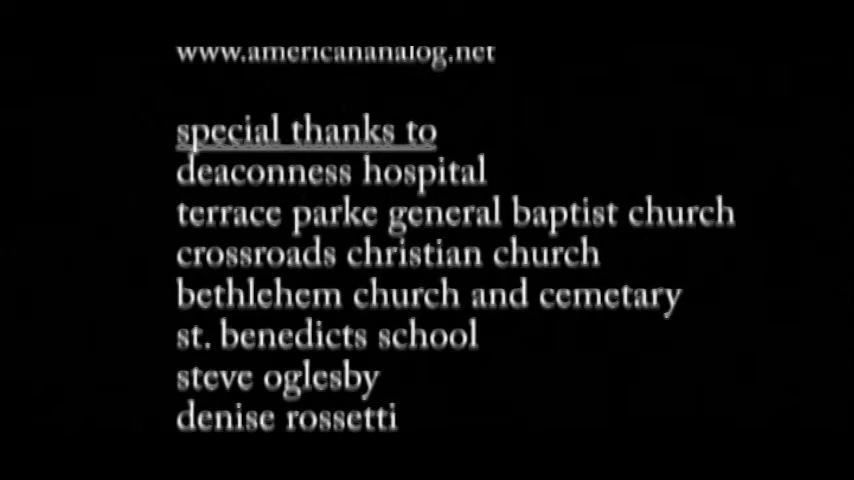 www.americananalog.net
special thanks to
deaconness hospital
terrace parke general baptist church
crossroads christian church
bethlehem church and cemetary
st. benedicts school
steve oglesby
denise rossetti